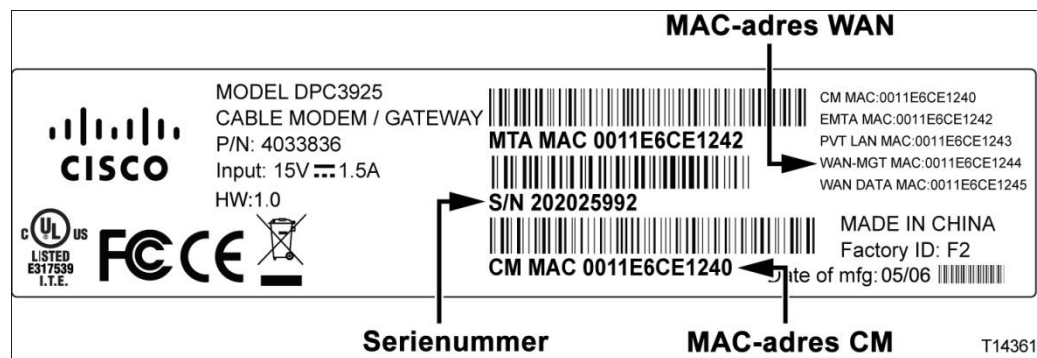 MAC-adres WAN
CISCO
MODEL DPC3925
CABLE MODEM / GATEWAY
P/N: 4033836
Input: 15V 1.5A
HW:1.0
C UL US
LISTED
E317539
I.T.E.
FC CE
MTA MAC 0011E6CE1242
S/N 202025992
CM MAC 0011E6CE1240
CM MAC:0011E6CE1240
EMTA MAC:0011E6CE1242
PVT LAN MAC:0011E6CE1243
WAN-MGT MAC:0011E6CE1244
WAN DATA MAC:0011E6CE1245
MADE IN CHINA
Factory ID: F2
Date of mfg: 05/06
Serienummer
MAC-adres CM
T14361